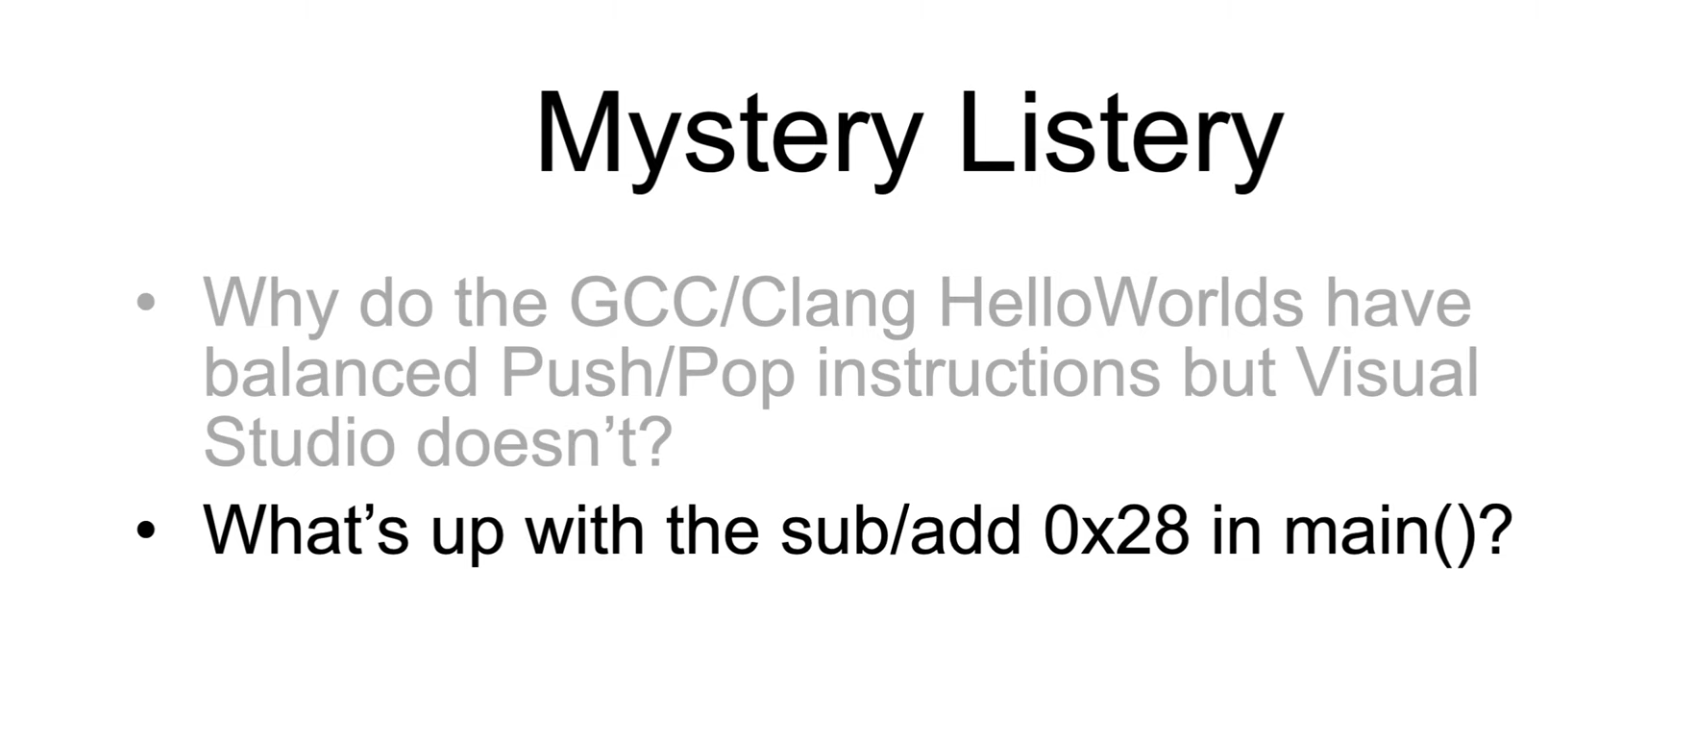 Mystery Listery
• Why do the GCC/Clang HelloWorlds have
balanced Push/Pop instructions but Visual
Studio doesn’t?
• What’s up with the sub/add 0x28 in main()?